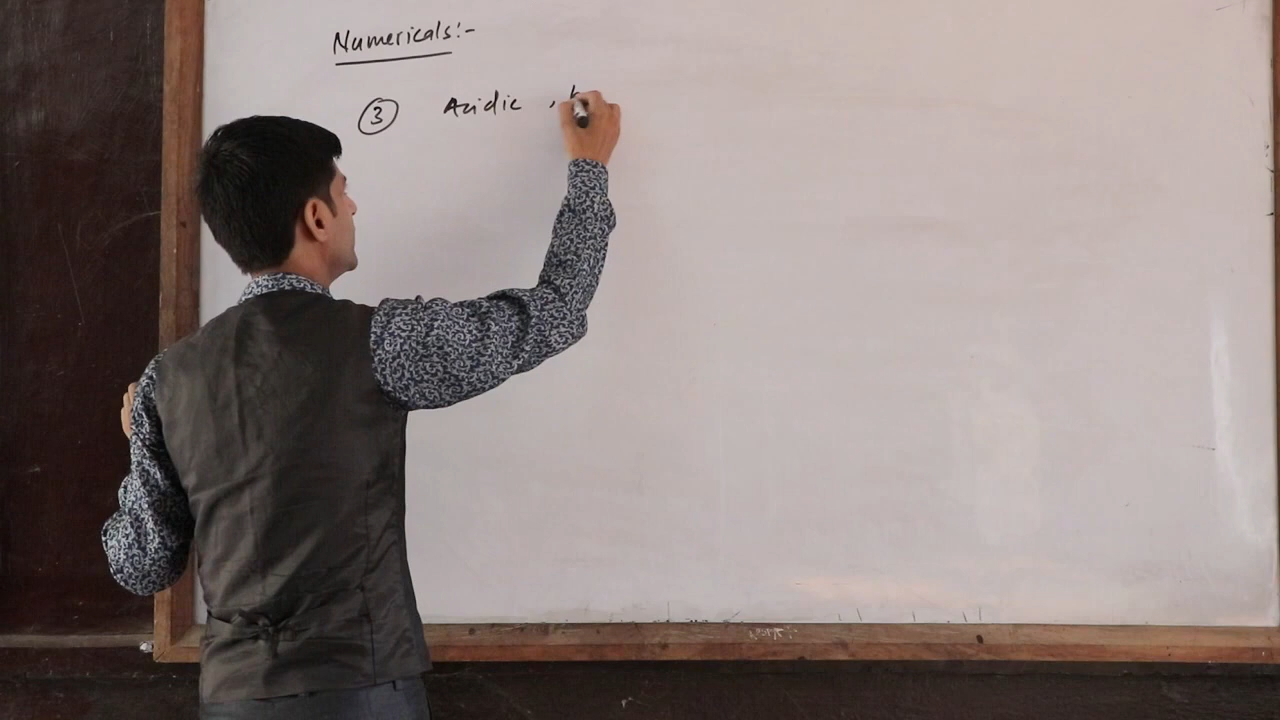 Numericals:-
③ Acidic ,